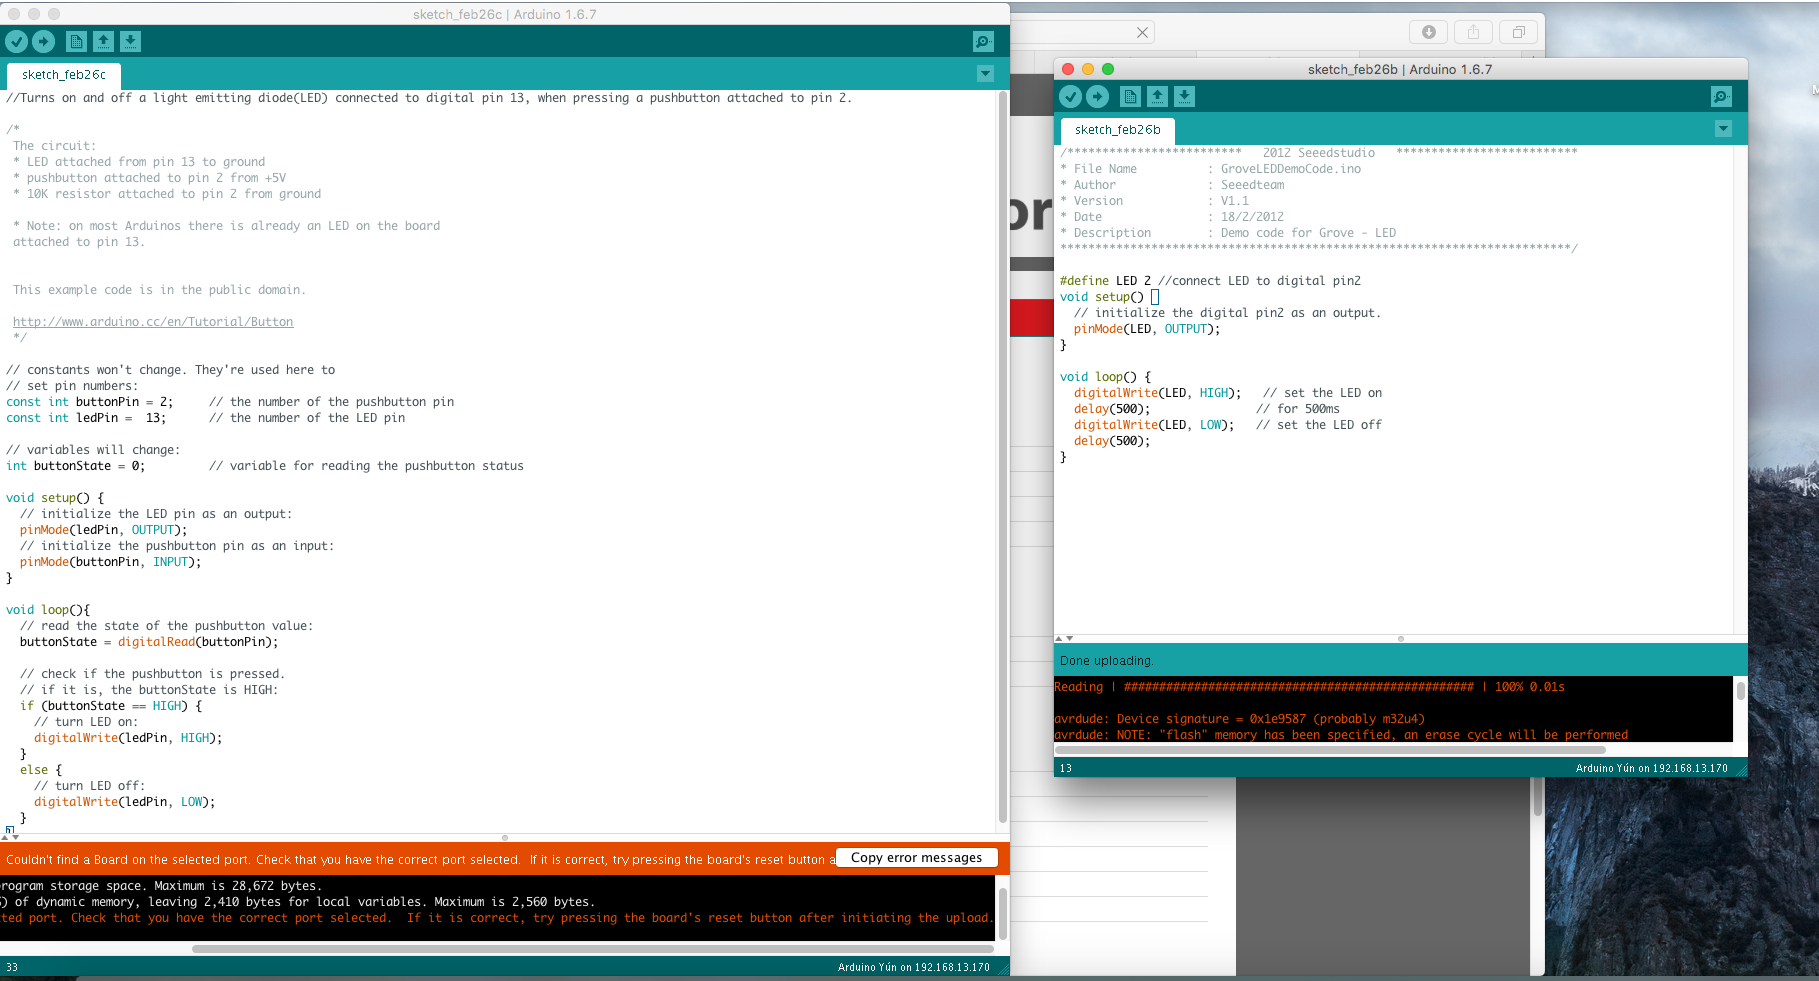 sketch_feb26c | Arduino 1.6.7
sketch_feb26c
//Turns on and off a light emitting diode(LED) connected to digital pin 13, when pressing a pushbutton attached to pin 2.
/*
The circuit:
* LED attached from pin 13 to ground
* pushbutton attached to pin 2 from +5V
* 10K resistor attached to pin 2 from ground
* Note: on most Arduinos there is already an LED on the board
attached to pin 13.
This example code is in the public domain.
http://www.arduino.cc/en/Tutorial/Button
*/
// constants won't change. They're used here to
// set pin numbers:
const int buttonPin = 2;     // the number of the pushbutton pin
const int ledPin =  13;      // the number of the LED pin
// variables will change:
int buttonState = 0;         // variable for reading the pushbutton status
void setup() {
// initialize the LED pin as an output:
pinMode(ledPin, OUTPUT);
// initialize the pushbutton pin as an input:
pinMode(buttonPin, INPUT);
}
void loop(){
// read the state of the pushbutton value:
buttonState = digitalRead(buttonPin);
// check if the pushbutton is pressed.
// if it is, the buttonState is HIGH:
if (buttonState == HIGH) {
// turn LED on:
digitalWrite(ledPin, HIGH);
}
else {
// turn LED off:
digitalWrite(ledPin, LOW);
}
}
Couldn't find a Board on the selected port. Check that you have the correct port selected.  If it is correct, try pressing the board's reset button a
Copy error messages
rogram storage space. Maximum is 28,672 bytes.
) of dynamic memory, leaving 2,410 bytes for local variables. Maximum is 2,560 bytes.
ted port. Check that you have the correct port selected.  If it is correct, try pressing the board's reset button after initiating the upload.
33
Arduino Yún on 192.168.13.170
or
sketch_feb26b | Arduino 1.6.7
sketch_feb26b
/*************************   2012 Seeedstudio   **************************
* File Name          : GroveLEDDemoCode.ino
* Author             : Seeedteam
* Version            : V1.1
* Date               : 18/2/2012
* Description        : Demo code for Grove - LED
*************************************************************************/
#define LED 2 //connect LED to digital pin2
void setup() {
// initialize the digital pin2 as an output.
pinMode(LED, OUTPUT);
}
void loop() {
digitalWrite(LED, HIGH);   // set the LED on
delay(500);               // for 500ms
digitalWrite(LED, LOW);   // set the LED off
delay(500);
}
Done uploading.
Reading | ################################################## | 100% 0.01s
avrdude: Device signature = 0x1e9587 (probably m32u4)
avrdude: NOTE: "flash" memory has been specified, an erase cycle will be performed
13
Arduino Yún on 192.168.13.170
M